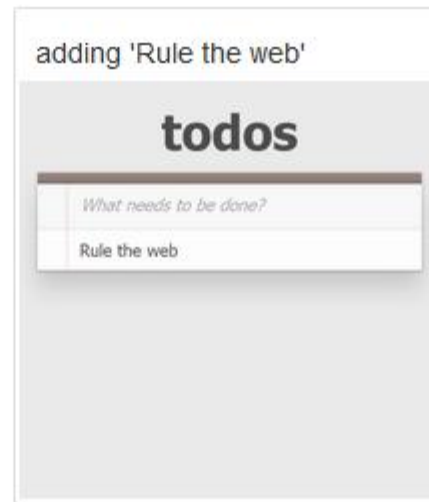 adding 'Rule the web'
todos
What needs to be done?
Rule the web